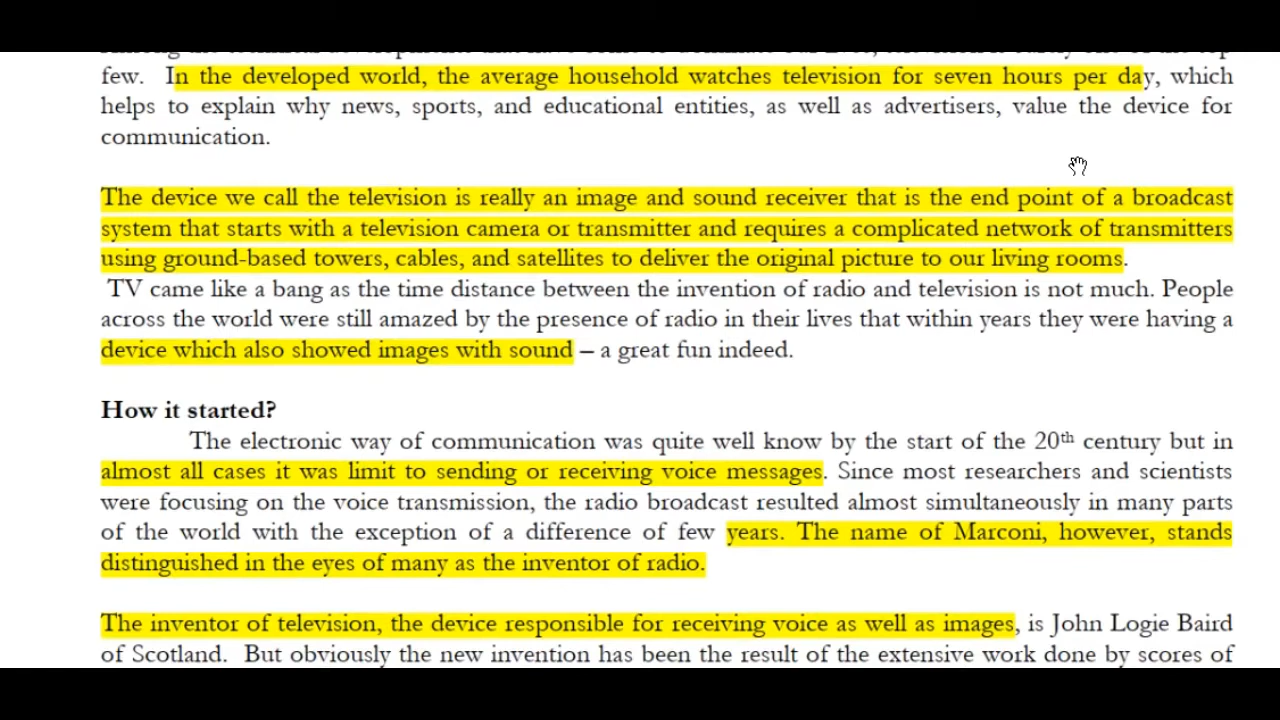 few. In the developed world, the average household watches television for seven hours per day, which
helps to explain why news, sports, and educational entities, as well as advertisers, value the device for
communication.
The device we call the television is really an image and sound receiver that is the end point of a broadcast
system that starts with a television camera or transmitter and requires a complicated network of transmitters
using ground-based towers, cables, and satellites to deliver the original picture to our living rooms.
TV came like a bang as the time distance between the invention of radio and television is not much. People
across the world were still amazed by the presence of radio in their lives that within years they were having a
device which also showed images with sound – a great fun indeed.
How it started?
The electronic way of communication was quite well know by the start of the 20th century but in
almost all cases it was limit to sending or receiving voice messages. Since most researchers and scientists
were focusing on the voice transmission, the radio broadcast resulted almost simultaneously in many parts
of the world with the exception of a difference of few years. The name of Marconi, however, stands
distinguished in the eyes of many as the inventor of radio.
The inventor of television, the device responsible for receiving voice as well as images, is John Logie Baird
of Scotland. But obviously the new invention has been the result of the extensive work done by scores of